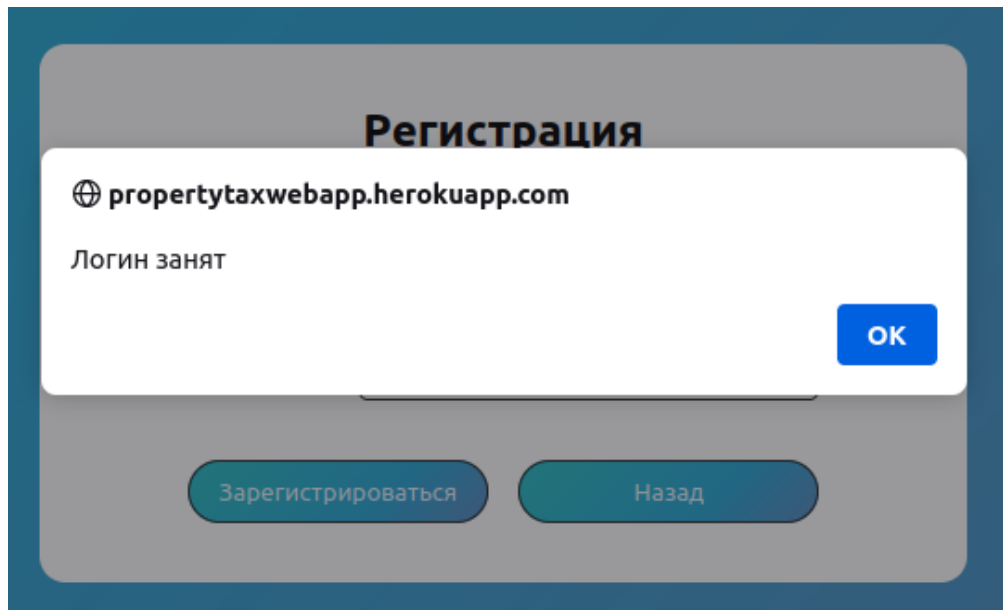 Регистрация
propertytaxwebapp.herokuapp.com
Логин занят
OK
Зарегистрироваться
Назад